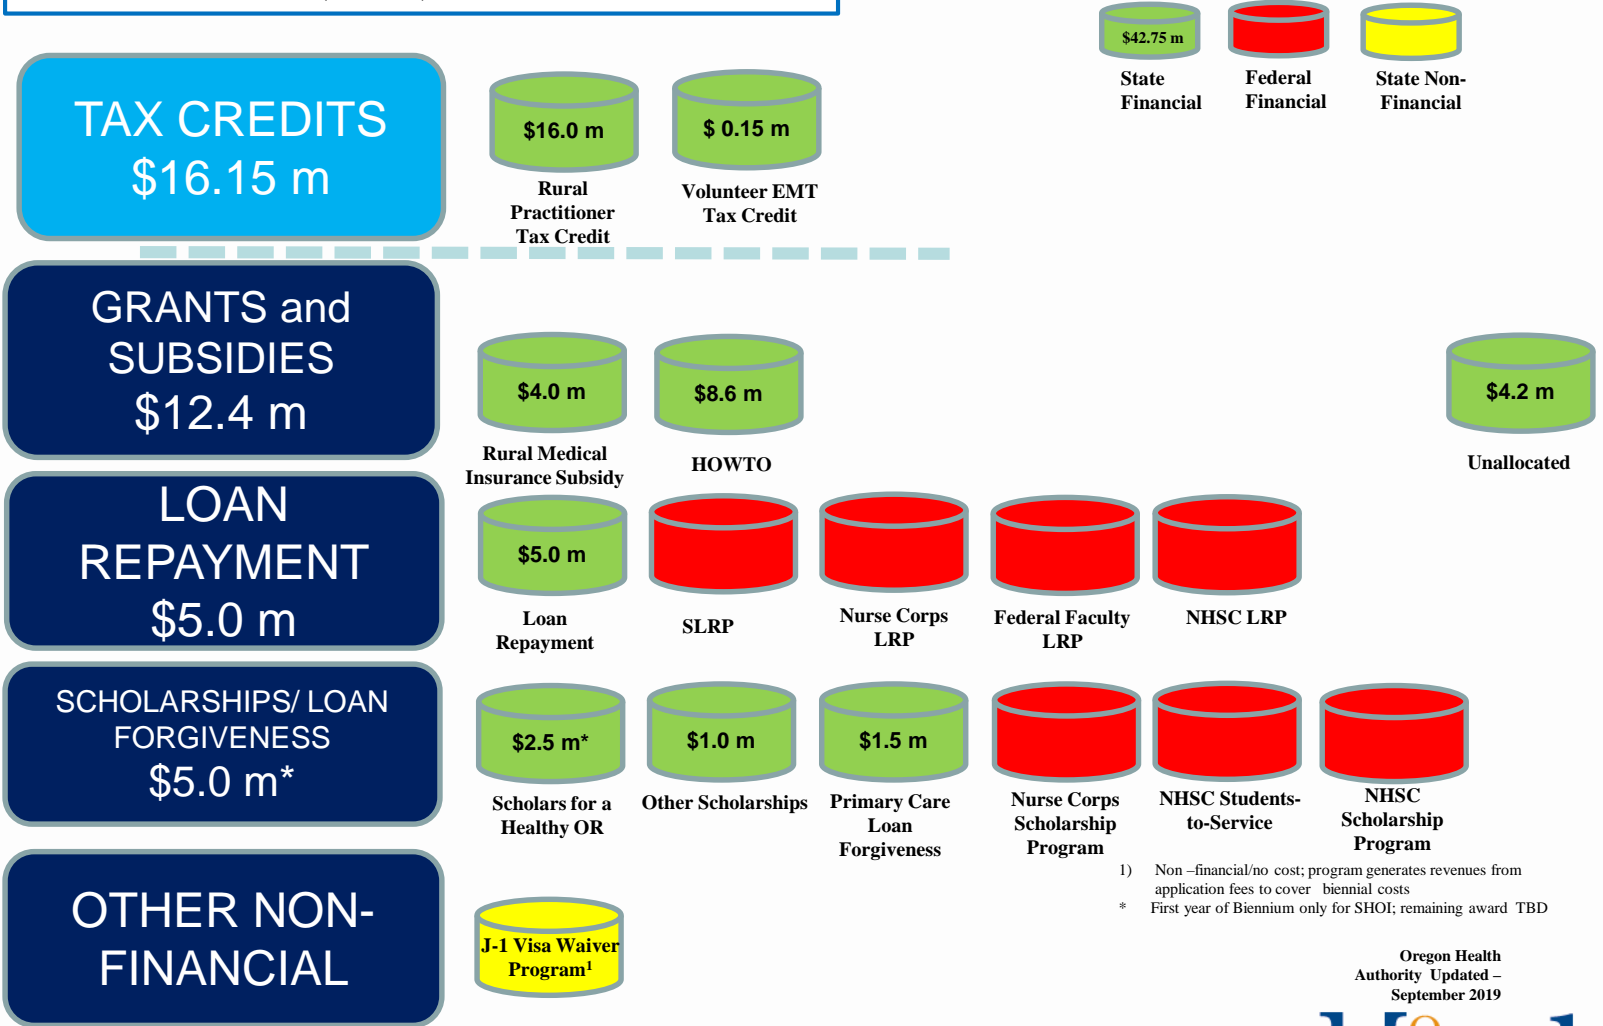 $42.75 m
State
Financial
Federal
Financial
State Non-
Financial
TAX CREDITS
$16.15 m
$16.0 m
Rural
Practitioner
Tax Credit
$ 0.15 m
Volunteer EMT
Tax Credit
GRANTS and
SUBSIDIES
$12.4 m
$4.0 m
Rural Medical
Insurance Subsidy
$8.6 m
HOWTO
$4.2 m
Unallocated
LOAN
REPAYMENT
$5.0 m
$5.0 m
Loan
Repayment
SLRP
Nurse Corps
LRP
Federal Faculty
LRP
NHSC LRP
SCHOLARSHIPS/ LOAN
FORGIVENESS
$5.0 m*
$2.5 m*
Scholars for a
Healthy OR
$1.0 m
Other Scholarships
$1.5 m
Primary Care
Loan
Forgiveness
Nurse Corps
Scholarship
Program
NHSC Students-
to-Service
NHSC
Scholarship
Program
1) Non –financial/no cost; program generates revenues from
application fees to cover biennial costs
* First year of Biennium only for SHOI; remaining award TBD
OTHER NON-
FINANCIAL
J-1 Visa Waiver
Program¹
Oregon Health
Authority Updated –
September 2019